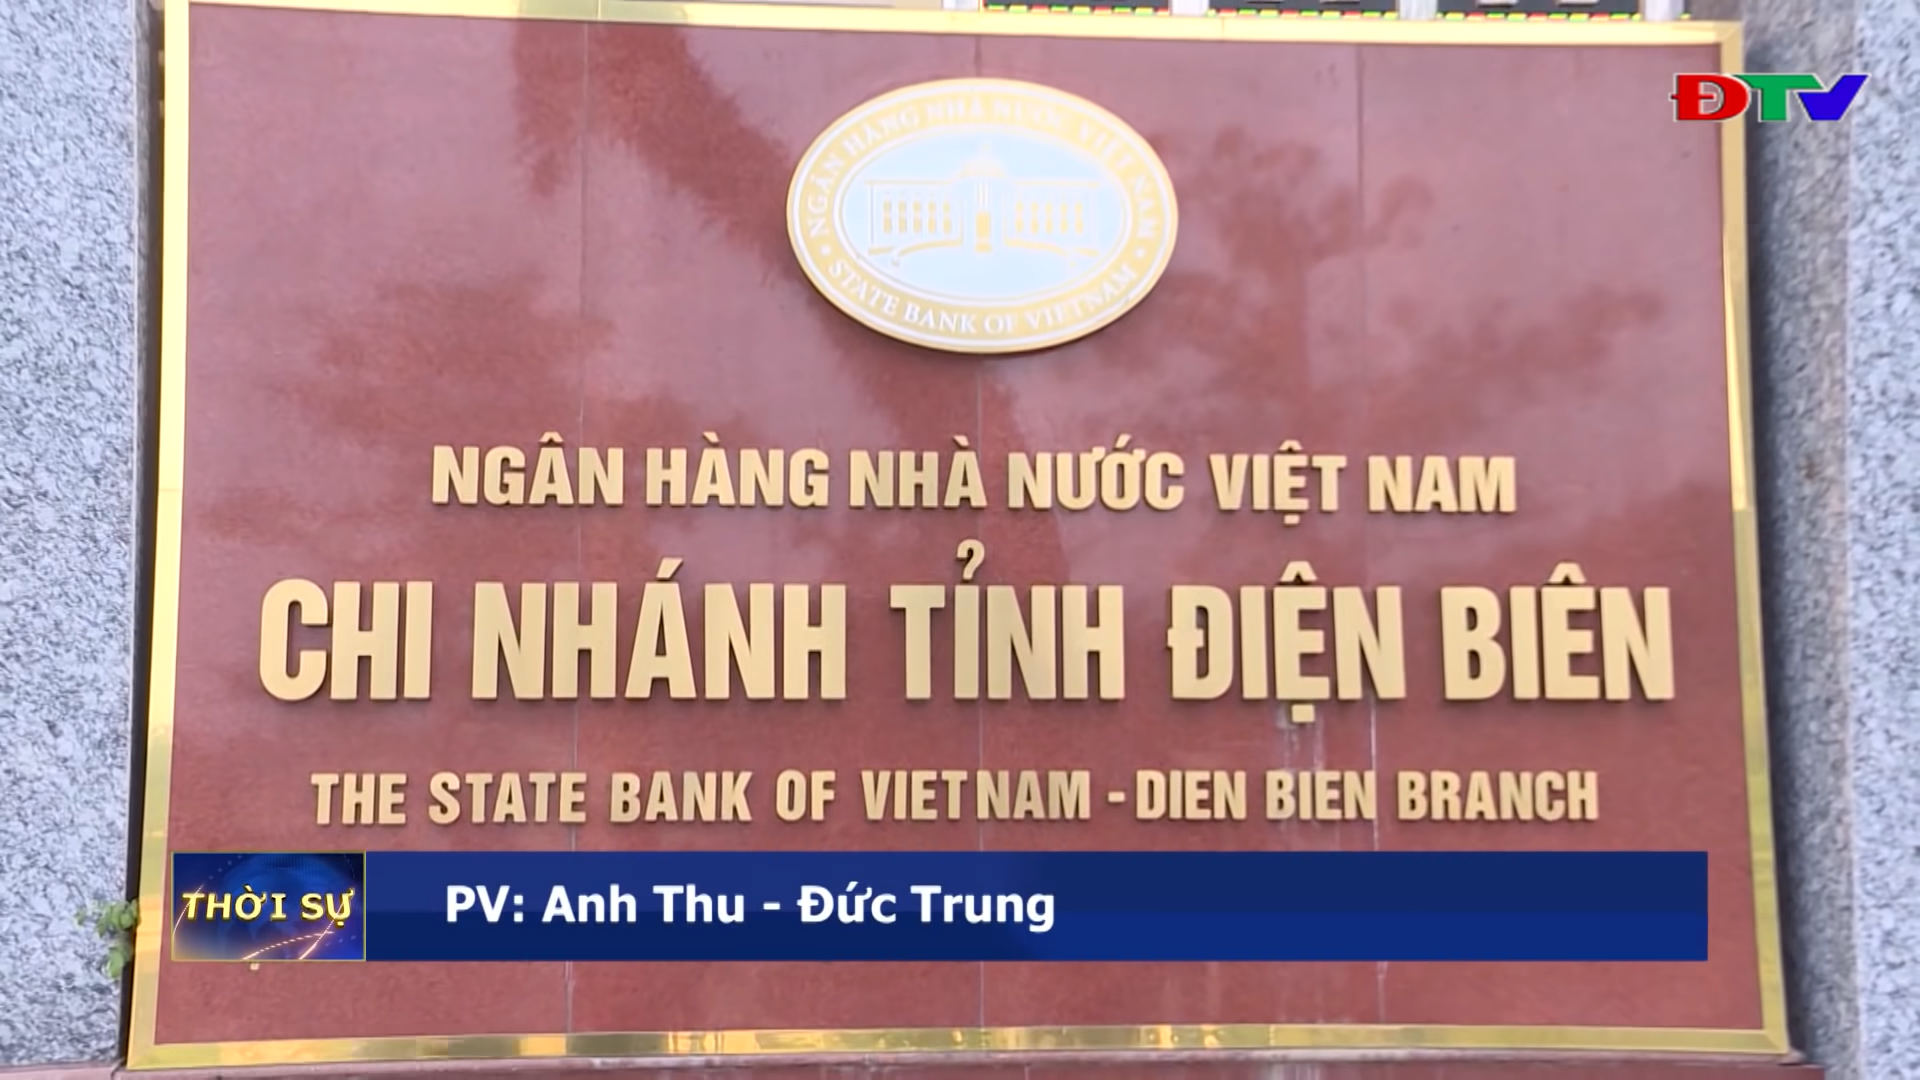 ĐTV
NGÂN HÀNG NHÀ NƯỚC VIỆT NAM
STATE BANK OF VIETNAM
NGÂN HÀNG NHÀ NƯỚC VIỆT NAM
CHI NHÁNH TỈNH ĐIỆN BIÊN
THE STATE BANK OF VIETNAM - DIEN BIEN BRANCH
THỜI SỰ
PV: Anh Thu - Đức Trung